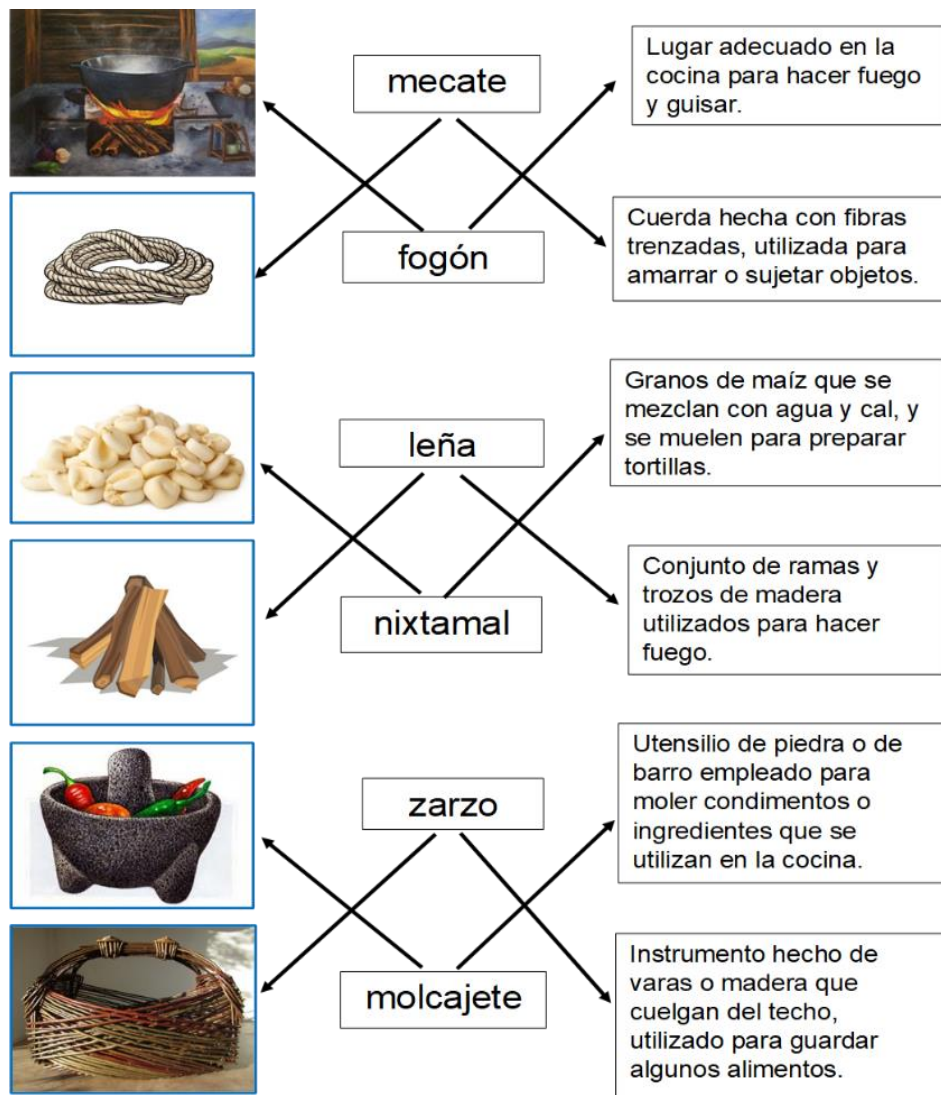 mecate
Lugar adecuado en la
cocina para hacer fuego
y guisar.
fogón
Cuerda hecha con fibras
trenzadas, utilizada para
amarrar o sujetar objetos.
leña
Granos de maíz que se
mezclan con agua y cal, y
se muelen para preparar
tortillas.
nixtamal
Conjunto de ramas y
trozos de madera
utilizados para hacer
fuego.
zarzo
Utensilio de piedra o de
barro empleado para
moler condimentos o
ingredientes que se
utilizan en la cocina.
molcajete
Instrumento hecho de
varas o madera que
cuelgan del techo,
utilizado para guardar
algunos alimentos.